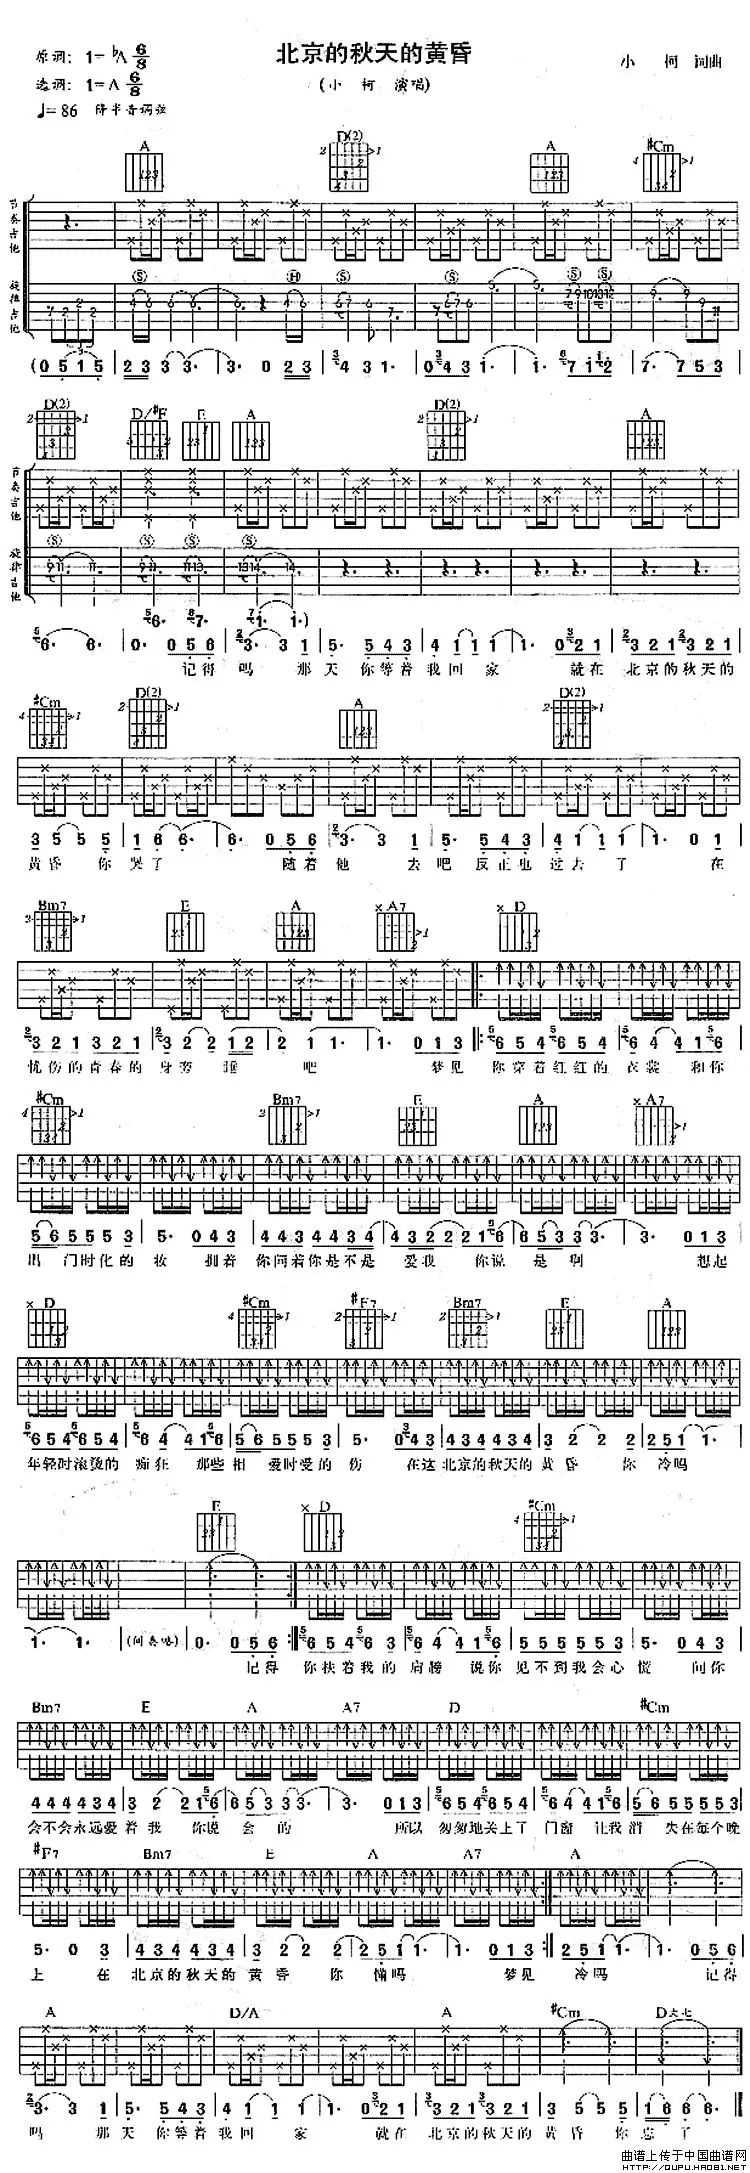 原调: 1=♭A 6/8
北京的秋天的黄昏
小 柯 词曲
选调: 1=A 6/8
(小 柯 演唱)
♩=86 降半音调弦
A D(2) A #Cm
节奏吉他
旋律吉他
(0 5 1 5 | 2 3 3 3· | 3· 0 2 3 | 4 3 1· | 0 4 3 1 1 | 1· 7 1 2 | 7· 7 5 3
D(2) D/#F E A D(2) A
节奏吉他
旋律吉他
6· 6· | 0· 0 5 6 | 3· 3 1 | 5· 5 4 3 | 4 1 1 1 | 1· 0 3 2 1 | 3 2 1 3 2 1
记得 吗 那 天 你等着 我回 家 就在 北京的秋天的
#Cm D(2) A D(2)
3 5 5 5 | 1 6 6· | 6· 0 5 6 | 3· 3 1 | 5· 5 4 3 | 4 1 1 1 | 1· 0 1
黄昏 你 哭了 随着 他 去 吧 反正也 过去 了 在
Bm7 E A ×A7 ×D
3 2 1 3 2 1 | 3 2 2 1 2 | 2 1 1· | 1· 0 1 3 | 5 6 5 4 5 6 5 4 | 6 4 4 1 6
忧伤的青春的 身旁 睡 吧 梦见 你穿着红红的 衣裳 和你
#Cm Bm7 E A ×A7
5 6 5 5 5 3 | 5· 0 4 3 | 4 4 3 4 4 3 4 | 4 3 2 2 2 1 6 | 6 5 3 3 3· | 3· 0 1 3
出 门时化的 妆 拥着 你问着你是不是 爱我 你说 是 啊 想起
×D #Cm #F7 Bm7 E A
6 5 4 6 5 4 | 6 4 4 1 6 | 5 6 5 5 5 3 | 5· 0 4 3 | 4 3 4 4 3 4 | 3 2 2 2 | 2 5 1 1·
年轻时滚烫的 痴狂 那些相 爱时爱的 伤 在这 北京的秋天的 黄昏 你 冷吗
E ×D #Cm
1· 1· | (间奏略) | 0· 0 5 6 :| 6 5 4 6 3 | 6 4 4 1 6 | 5 5 5 5 5 3 | 5· 0 4 3
记得 你扶着我的 肩膀 说你 见不到我会心 慌 问你
Bm7 E A A7 D #Cm
4 4 4 4 4 3 4 | 3 2 2 1 6 | 6 5 3 3 3· | 3· 0 1 3 | 6 5 4 6 5 4 | 6 4 4 1 6 | 5 6 5 5 5 5 3
会不会永远爱着 我 你说 会 的 所以 匆匆地关上了 门窗 让我消 失在每个晚
#F7 Bm7 E A A7 A
5· 0 3 | 4 3 4 4 3 4 | 3 2 2 2 | 2 5 1 1· | 1· 0 1 3 :| 2 5 1 1· | 1· 0 5 6
上 在 北京的秋天的 黄昏 你 懂吗 梦见 冷吗 记得
A D/A A #Cm D大七
3· 3 1 | 5· 5 4 3 | 4 1 1 1 | 1· 0 3 2 1 | 3 2 1 3 2 1 | 3 5 5 5 | 1 6 6·
吗 那 天 你等着 我回 家 就在 北京的秋天的 黄昏 你 忘了
曲谱上传于中国曲谱网
HTTP://QUPU.HAO81.NET